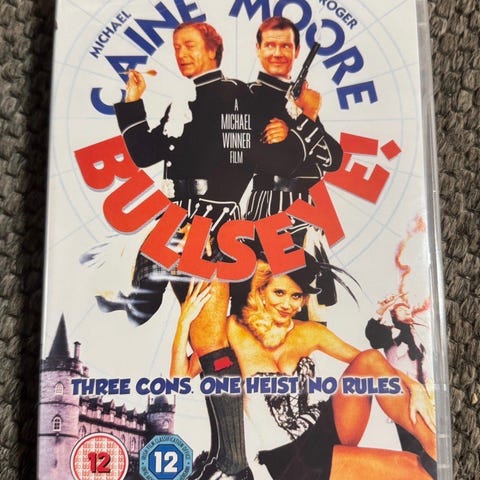 MICHAEL
CAINE
ROGER
MOORE
A
MICHAEL
WINNER
FILM
BULLSEYE!
THREE CONS. ONE HEIST. NO RULES.
12
12